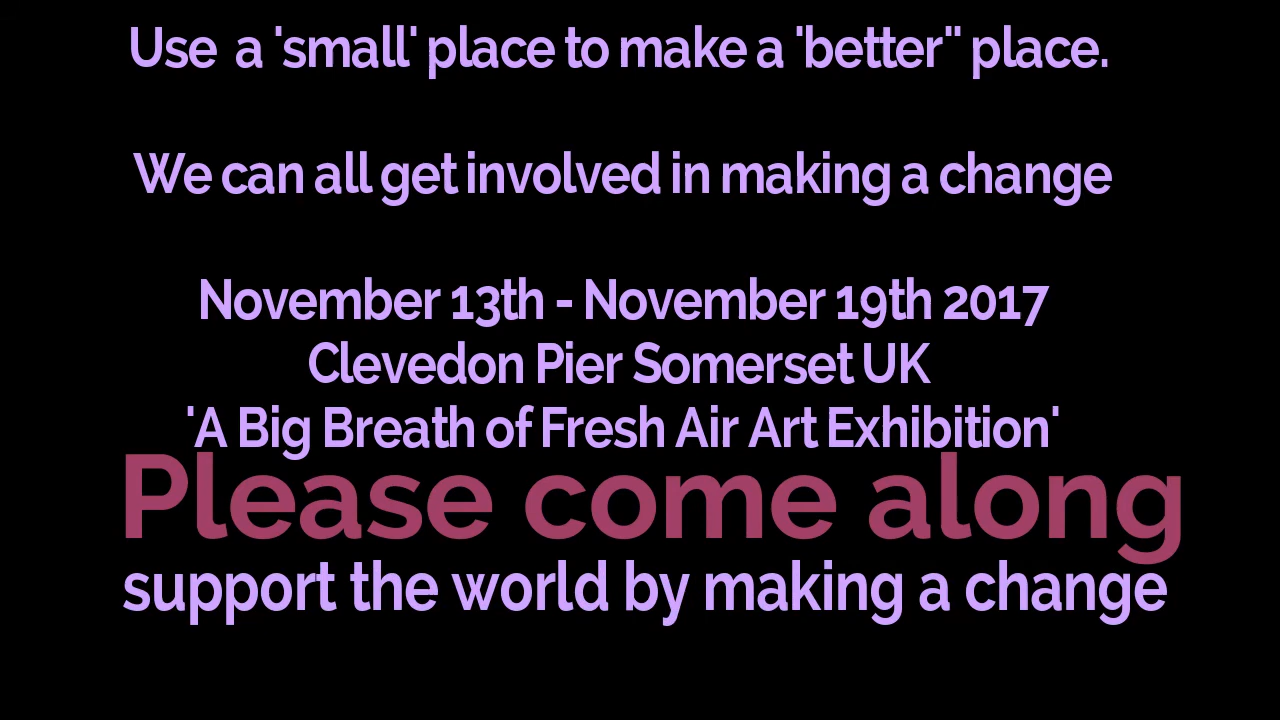 Use a 'small' place to make a 'better" place.
We can all get involved in making a change
November 13th - November 19th 2017
Clevedon Pier Somerset UK
'A Big Breath of Fresh Air Art Exhibition'
Please come along
support the world by making a change